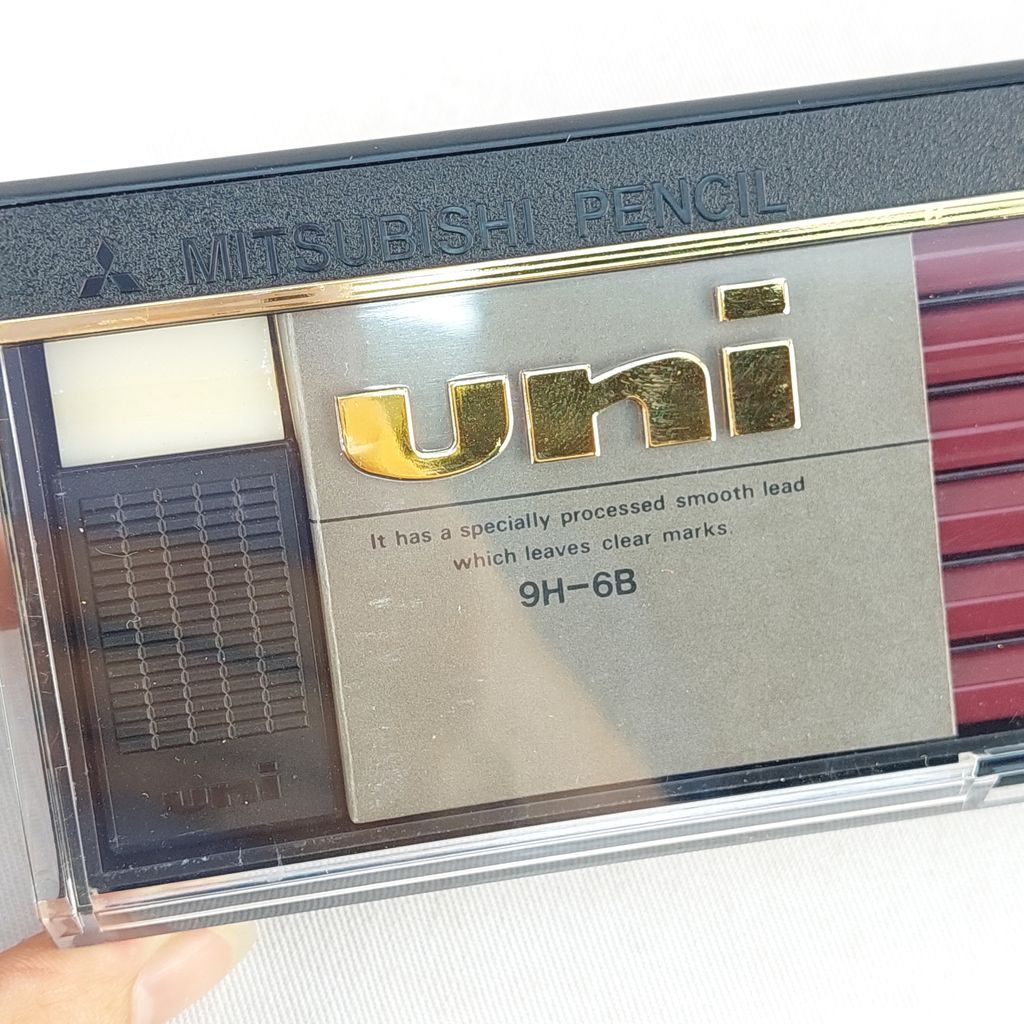 MITSUBISHI PENCIL
uni
It has a specially processed smooth lead
which leaves clear marks.
9H-6B
uni